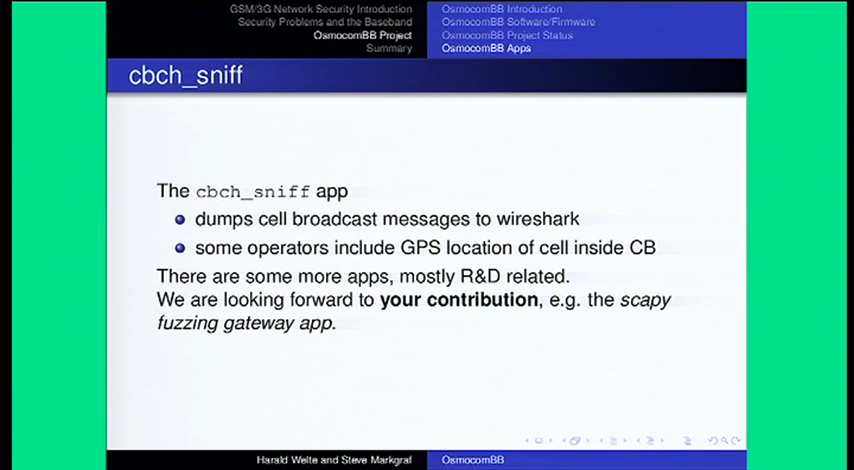 GSM/3G Network Security Introduction
Security Problems and the Baseband
OsmocomBB Project
Summary
OsmocomBB Introduction
OsmocomBB Software/Firmware
OsmocomBB Project Status
OsmocomBB Apps
cbch_sniff
The cbch_sniff app
dumps cell broadcast messages to wireshark
some operators include GPS location of cell inside CB
There are some more apps, mostly R&D related.
We are looking forward to your contribution, e.g. the scapy
fuzzing gateway app.
Harald Welte and Steve Markgraf
OsmocomBB